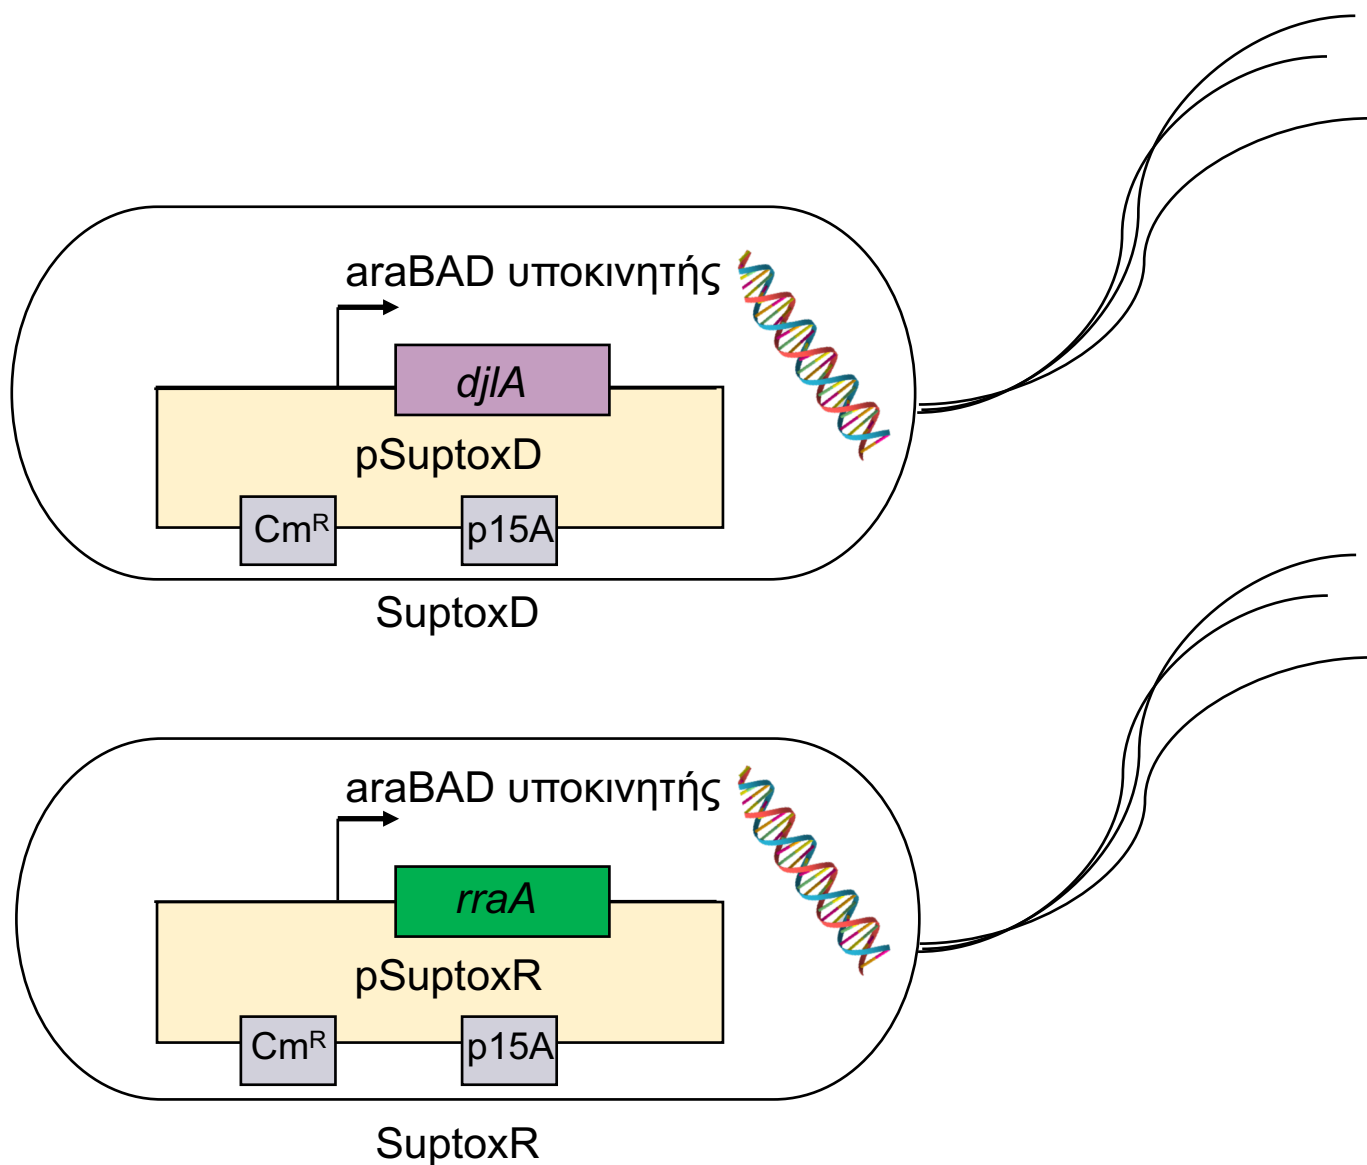 araBAD υποκινητής
djlA
pSuptoxD
Cmᴿ
p15A
SuptoxD
araBAD υποκινητής
rraA
pSuptoxR
Cmᴿ
p15A
SuptoxR